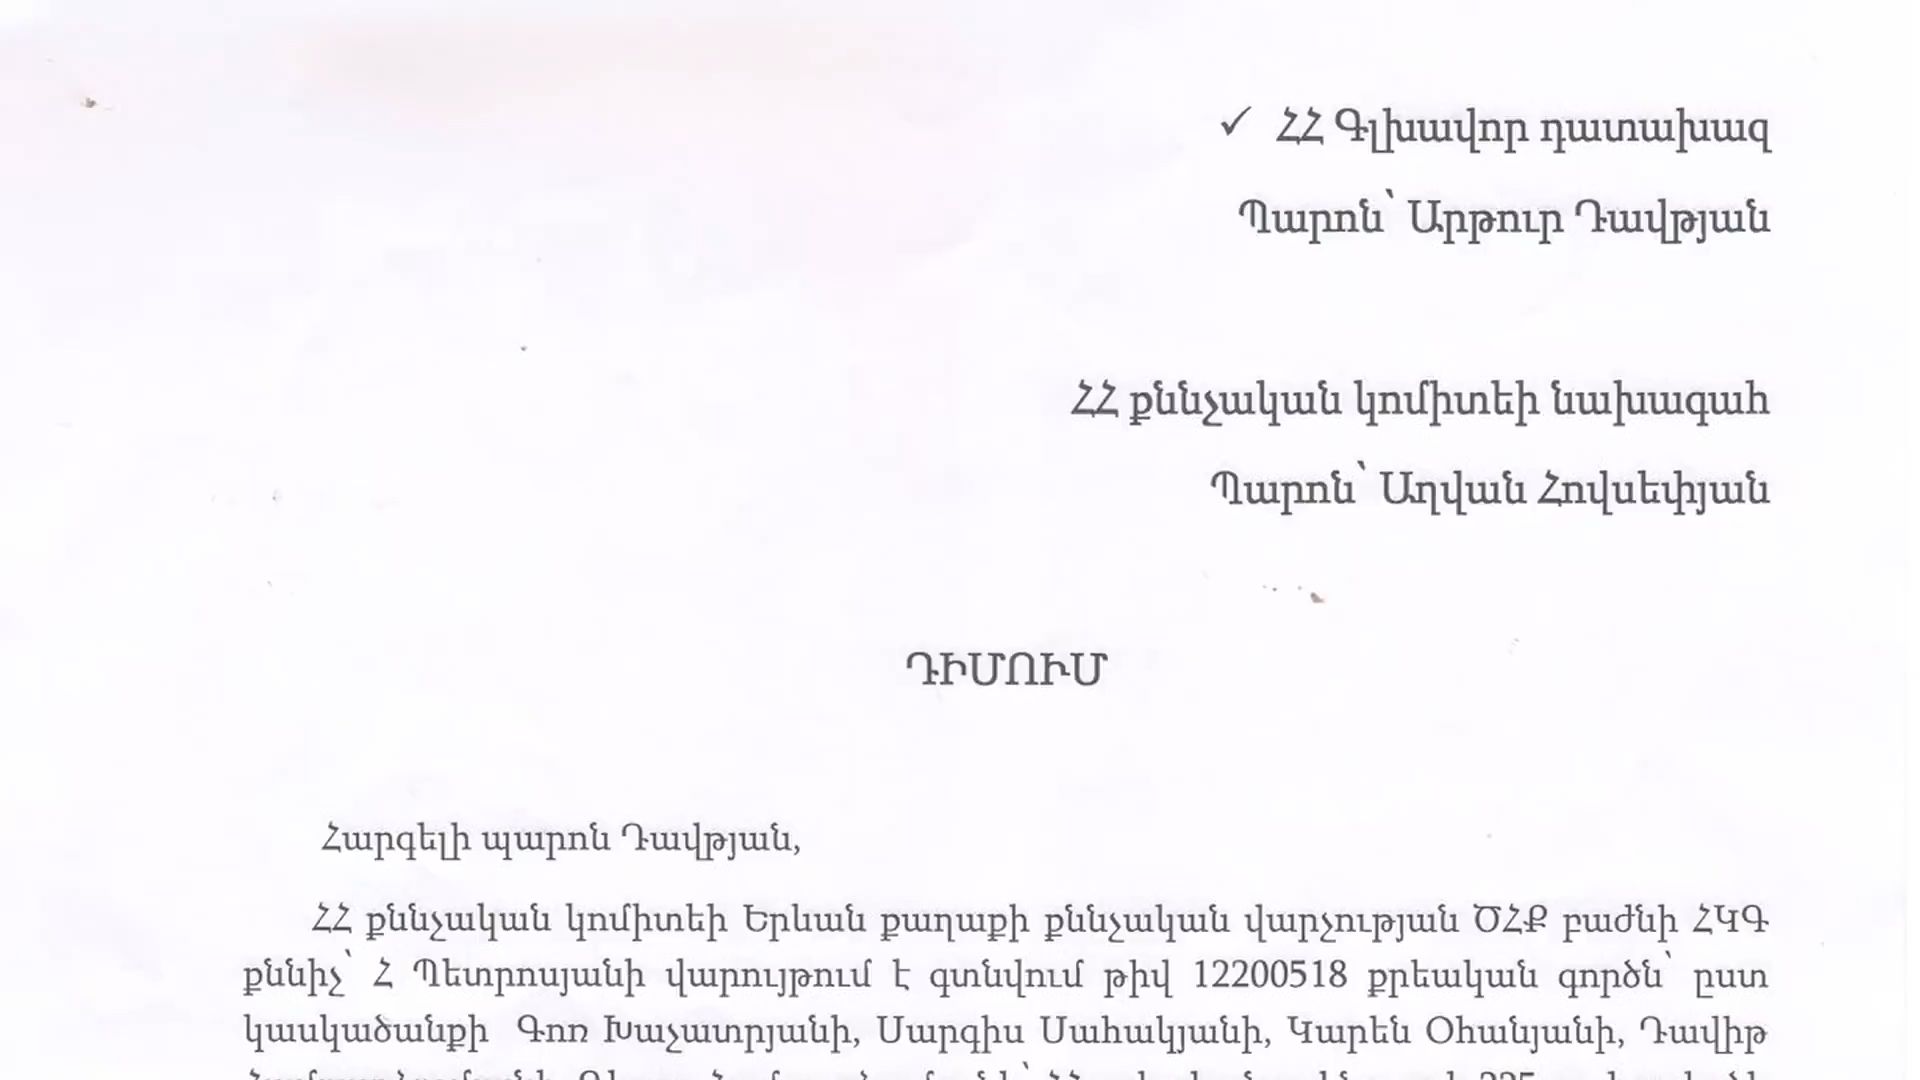 ✓ ՀՀ Գլխավոր դատախազ
Պարոն՝ Արթուր Դավթյան
ՀՀ քննչական կոմիտեի նախագահ
Պարոն՝ Աղվան Հովսեփյան
ԴԻՄՈՒՄ
Հարգելի պարոն Դավթյան,
ՀՀ քննչական կոմիտեի Երևան քաղաքի քննչական վարչության ԾՀՔ բաժնի ՀԿԳ
քննիչ՝ Հ Պետրոսյանի վարույթում է գտնվում թիվ 12200518 քրեական գործն՝ ըստ
կասկածանքի Գոռ Խաչատրյանի, Սարգիս Սահակյանի, Կարեն Օհանյանի, Դավիթ